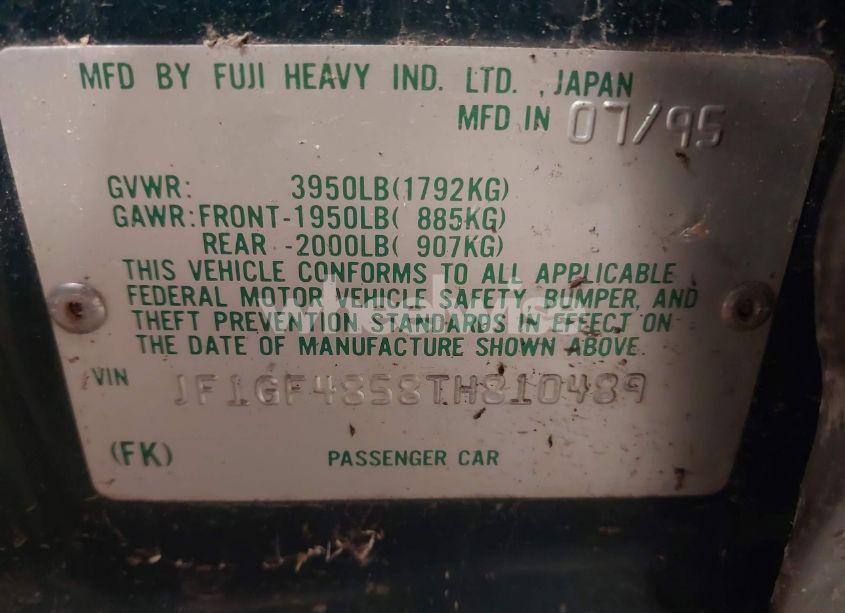 MFD BY FUJI HEAVY IND. LTD. , JAPAN
MFD IN 07/95
GVWR: 3950LB(1792KG)
GAWR:FRONT-1950LB( 885KG)
REAR -2000LB( 907KG)
THIS VEHICLE CONFORMS TO ALL APPLICABLE
FEDERAL MOTOR VEHICLE SAFETY, BUMPER, AND
THEFT PREVENTION STANDARDS IN EFFECT ON
THE DATE OF MANUFACTURE SHOWN ABOVE.
VIN JF1GF4858TH810489
(FK) PASSENGER CAR